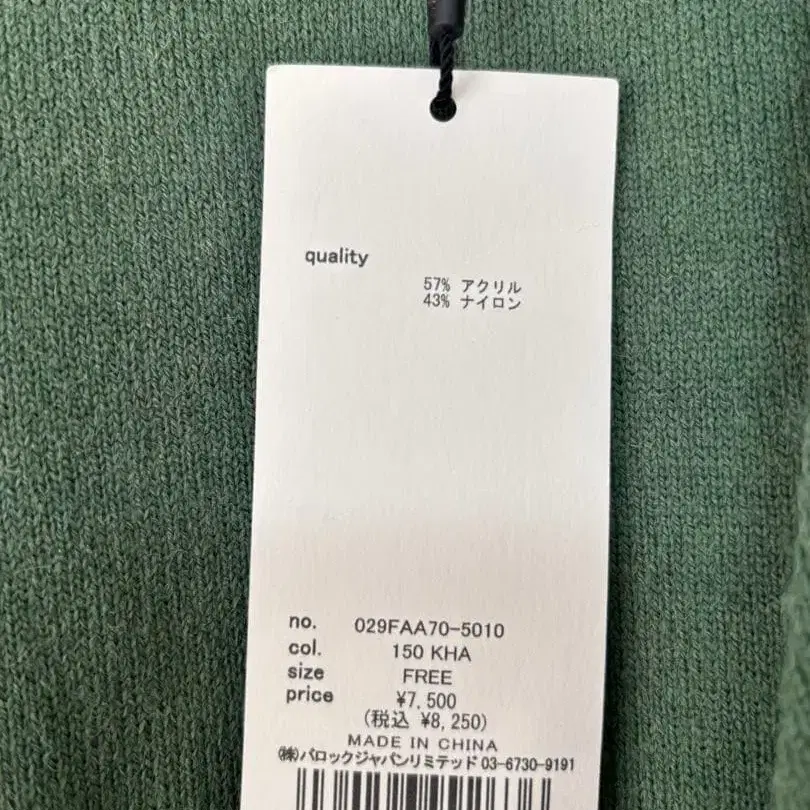 quality
57% アクリル
43% ナイロン
no. 029FAA70-5010
col. 150 KHA
size FREE
price ¥7,500
(税込 ¥8,250)
MADE IN CHINA
㈱バロックジャパンリミテッド 03-6730-9191